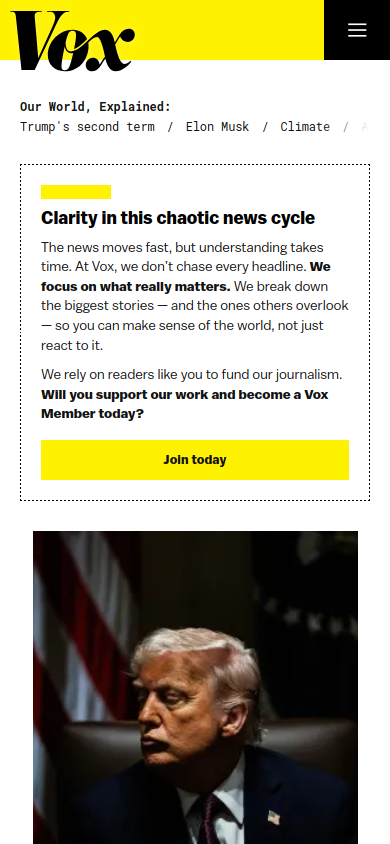 Vox
Our World, Explained:
Trump's second term / Elon Musk / Climate /
Clarity in this chaotic news cycle
The news moves fast, but understanding takes
time. At Vox, we don’t chase every headline. We
focus on what really matters. We break down
the biggest stories — and the ones others overlook
— so you can make sense of the world, not just
react to it.
We rely on readers like you to fund our journalism.
Will you support our work and become a Vox
Member today?
Join today